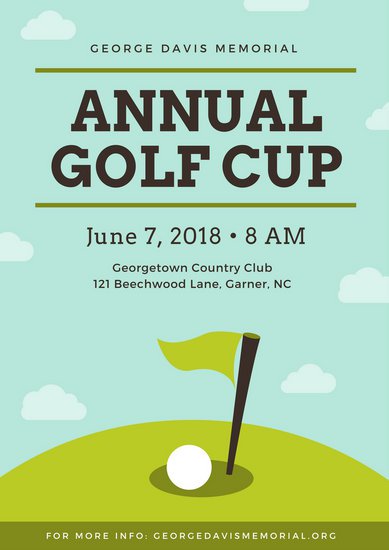 GEORGE DAVIS MEMORIAL
ANNUAL
GOLF CUP
June 7, 2018 • 8 AM
Georgetown Country Club
121 Beechwood Lane, Garner, NC
FOR MORE INFO: GEORGEDAVISMEMORIAL.ORG